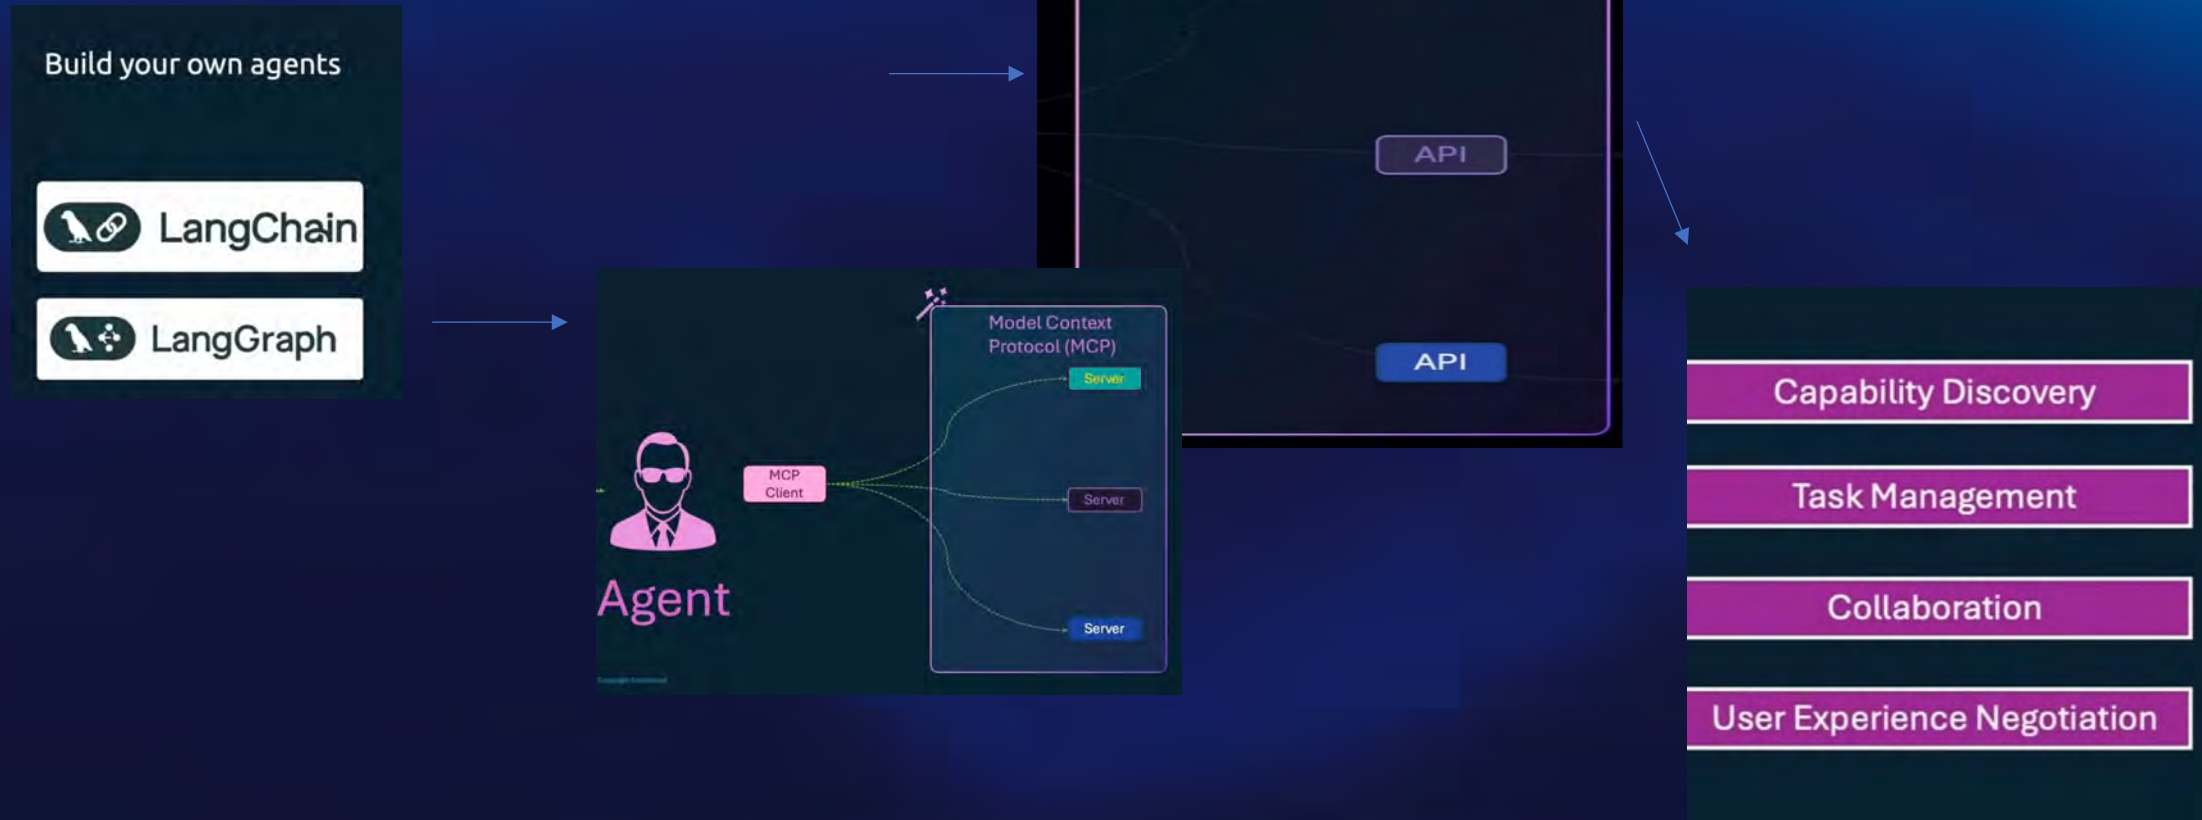 Build your own agents
LangChain
LangGraph
API
API
Model Context
Protocol (MCP)
Server
MCP
Client
Server
Agent
Server
Capability Discovery
Task Management
Collaboration
User Experience Negotiation